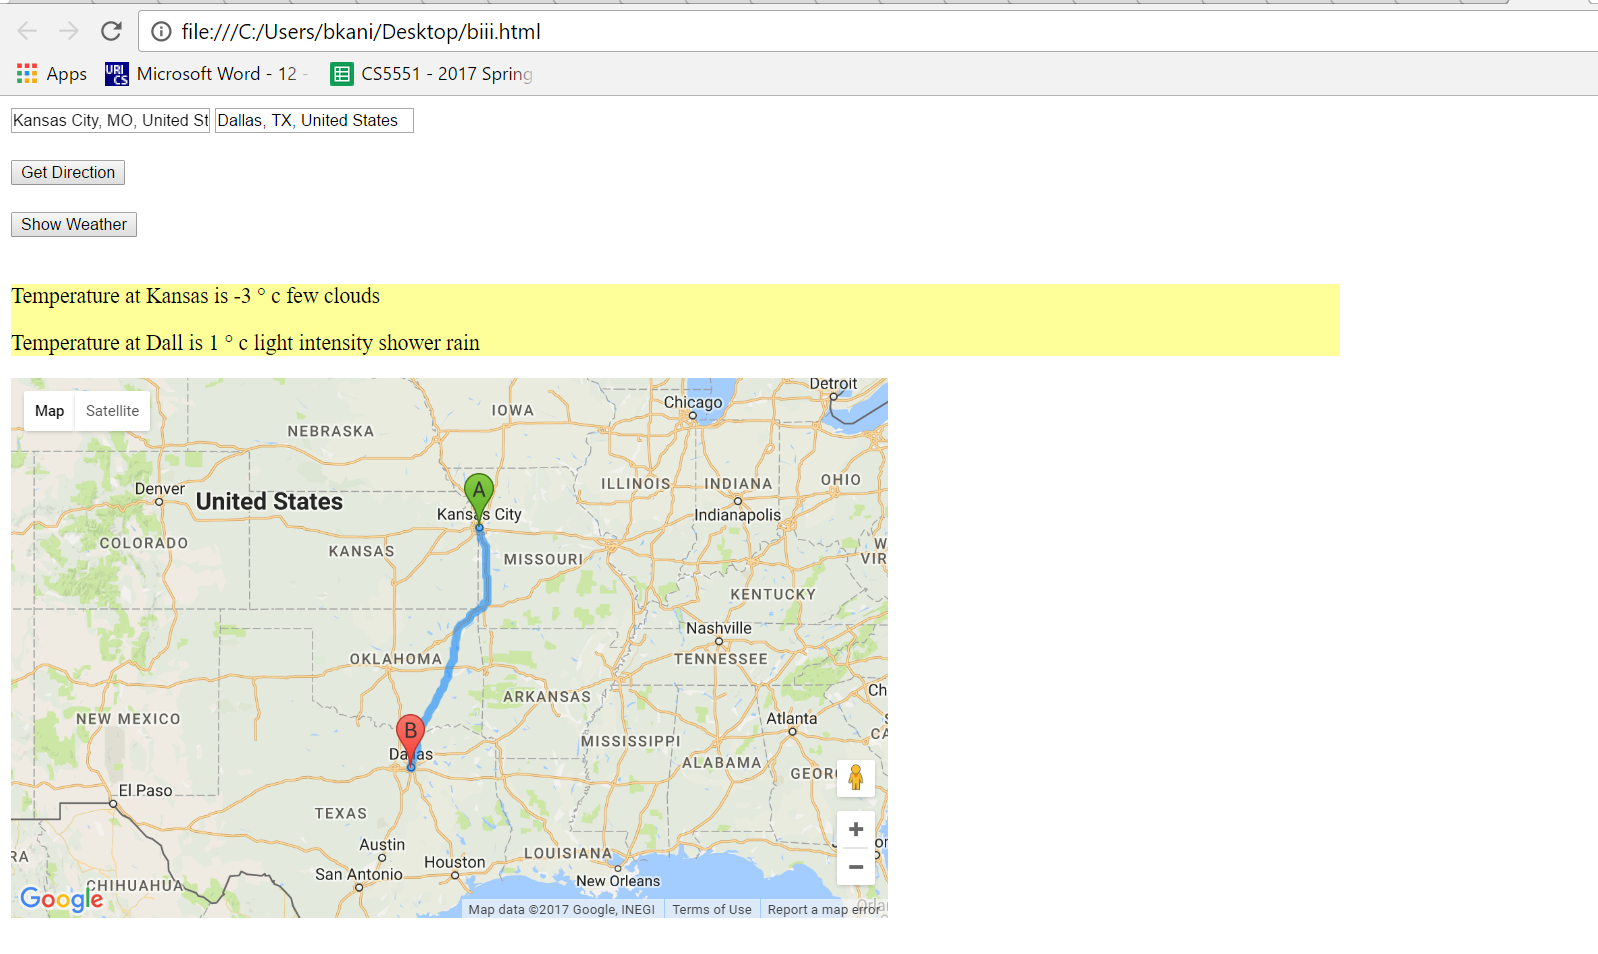 file:///C:/Users/bkani/Desktop/biii.html
Apps Microsoft Word - 12 - CS5551 - 2017 Spring
Kansas City, MO, United St Dallas, TX, United States
Get Direction
Show Weather
Temperature at Kansas is -3 ° c few clouds
Temperature at Dall is 1 ° c light intensity shower rain
Map Satellite
Detroit
Chicago
IOWA
NEBRASKA
Denver
United States
ILLINOIS
INDIANA
OHIO
A
Kansas City
Indianapolis
COLORADO
KANSAS
MISSOURI
W
VIR
KENTUCKY
Nashville
OKLAHOMA
TENNESSEE
ARKANSAS
Ch
NEW MEXICO
Atlanta
B
Dallas
MISSISSIPPI
CA
ALABAMA
GEOR
El Paso
TEXAS
Austin
Houston
LOUISIANA
RA
San Antonio
New Orleans
CHIHUAHUA
Google
Orla
Map data ©2017 Google, INEGI Terms of Use Report a map error